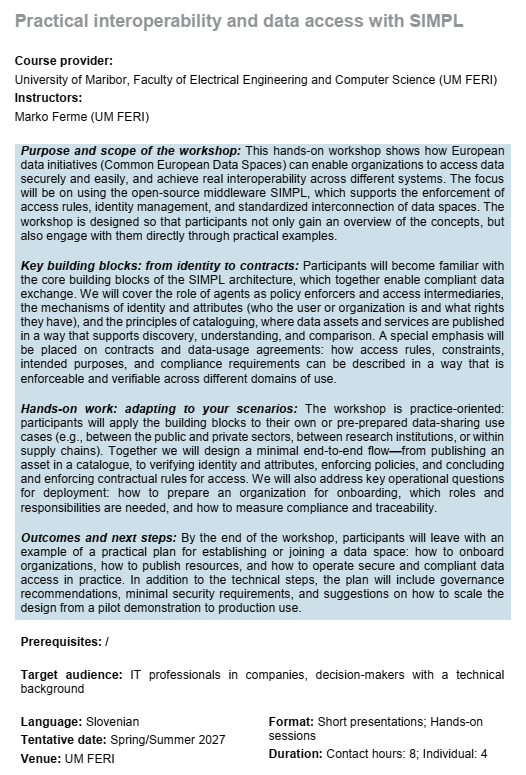 Practical interoperability and data access with SIMPL
Course provider:
University of Maribor, Faculty of Electrical Engineering and Computer Science (UM FERI)
Instructors:
Marko Ferme (UM FERI)
Purpose and scope of the workshop: This hands-on workshop shows how European
data initiatives (Common European Data Spaces) can enable organizations to access data
securely and easily, and achieve real interoperability across different systems. The focus
will be on using the open-source middleware SIMPL, which supports the enforcement of
access rules, identity management, and standardized interconnection of data spaces. The
workshop is designed so that participants not only gain an overview of the concepts, but
also engage with them directly through practical examples.
Key building blocks: from identity to contracts: Participants will become familiar with
the core building blocks of the SIMPL architecture, which together enable compliant data
exchange. We will cover the role of agents as policy enforcers and access intermediaries,
the mechanisms of identity and attributes (who the user or organization is and what rights
they have), and the principles of cataloguing, where data assets and services are published
in a way that supports discovery, understanding, and comparison. A special emphasis will
be placed on contracts and data-usage agreements: how access rules, constraints,
intended purposes, and compliance requirements can be described in a way that is
enforceable and verifiable across different domains of use.
Hands-on work: adapting to your scenarios: The workshop is practice-oriented:
participants will apply the building blocks to their own or pre-prepared data-sharing use
cases (e.g., between the public and private sectors, between research institutions, or within
supply chains). Together we will design a minimal end-to-end flow—from publishing an
asset in a catalogue, to verifying identity and attributes, enforcing policies, and concluding
and enforcing contractual rules for access. We will also address key operational questions
for deployment: how to prepare an organization for onboarding, which roles and
responsibilities are needed, and how to measure compliance and traceability.
Outcomes and next steps: By the end of the workshop, participants will leave with an
example of a practical plan for establishing or joining a data space: how to onboard
organizations, how to publish resources, and how to operate secure and compliant data
access in practice. In addition to the technical steps, the plan will include governance
recommendations, minimal security requirements, and suggestions on how to scale the
design from a pilot demonstration to production use.
Prerequisites: /
Target audience: IT professionals in companies, decision-makers with a technical
background
Language: Slovenian
Tentative date: Spring/Summer 2027
Venue: UM FERI
Format: Short presentations; Hands-on
sessions
Duration: Contact hours: 8; Individual: 4